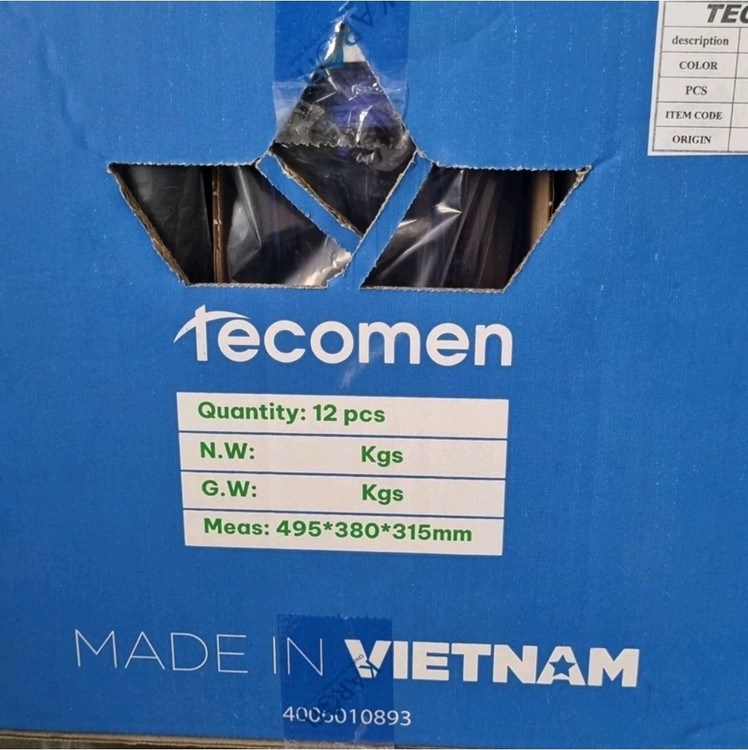 TEC
description
COLOR
PCS
ITEM CODE
ORIGIN
tecomen
Quantity: 12 pcs
N.W: Kgs
G.W: Kgs
Meas: 495*380*315mm
MADE IN VIETNAM
4006010893